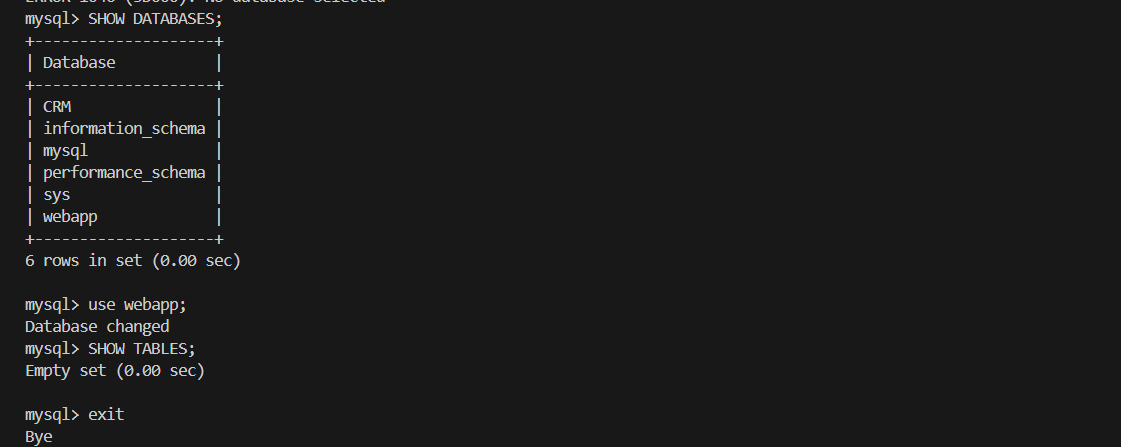 mysql> SHOW DATABASES;
+--------------------+
| Database           |
+--------------------+
| CRM                |
| information_schema |
| mysql              |
| performance_schema |
| sys                |
| webapp             |
+--------------------+
6 rows in set (0.00 sec)
mysql> use webapp;
Database changed
mysql> SHOW TABLES;
Empty set (0.00 sec)
mysql> exit
Bye